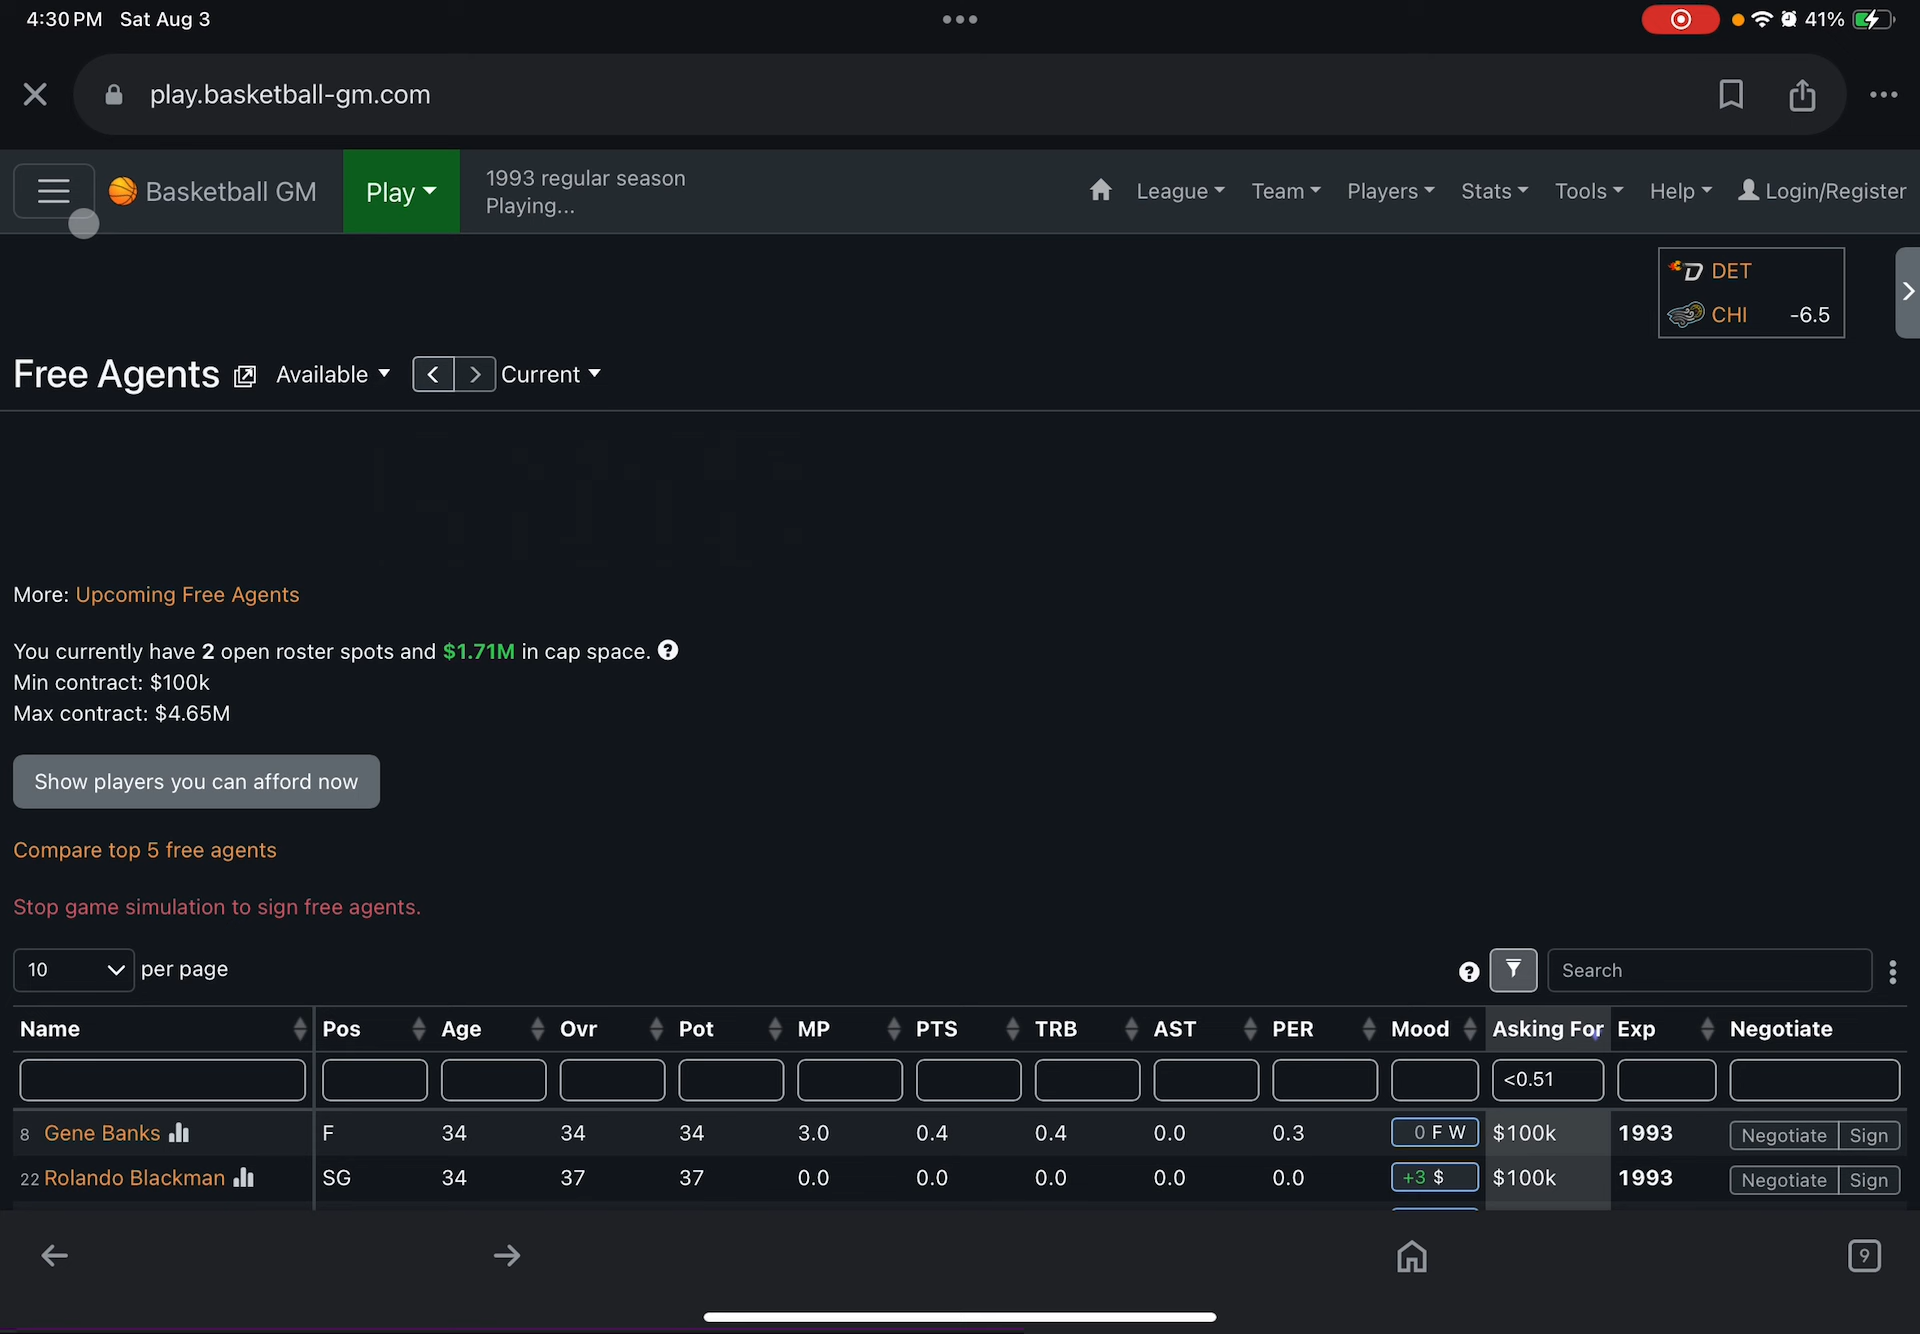 4:30 PM Sat Aug 3
41%
play.basketball-gm.com
Basketball GM
Play
1993 regular season
Playing...
League
Team
Players
Stats
Tools
Help
Login/Register
DET
CHI -6.5
Free Agents
Available
Current
More: Upcoming Free Agents
You currently have 2 open roster spots and $1.71M in cap space.
Min contract: $100k
Max contract: $4.65M
Show players you can afford now
Compare top 5 free agents
Stop game simulation to sign free agents.
10 per page
Search
Name Pos Age Ovr Pot MP PTS TRB AST PER Mood Asking For Exp Negotiate
<0.51
8 Gene Banks F 34 34 34 3.0 0.4 0.4 0.0 0.3 0 F W $100k 1993 Negotiate Sign
22 Rolando Blackman SG 34 37 37 0.0 0.0 0.0 0.0 0.0 +3 $ $100k 1993 Negotiate Sign
9